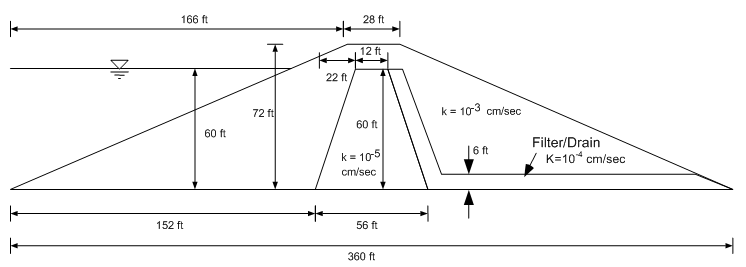 166 ft
28 ft
12 ft
22 ft
72 ft
60 ft
60 ft
k = 10-3 cm/sec
Filter/Drain
K=10-4 cm/sec
6 ft
k = 10-5
cm/sec
152 ft
56 ft
360 ft